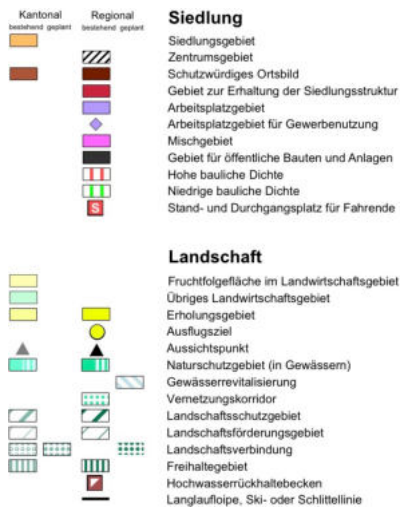 Kantonal Regional Siedlung
bestehend geplant bestehend geplant
Siedlungsgebiet
Zentrumsgebiet
Schutzwürdiges Ortsbild
Gebiet zur Erhaltung der Siedlungsstruktur
Arbeitsplatzgebiet
Arbeitsplatzgebiet für Gewerbenutzung
Mischgebiet
Gebiet für öffentliche Bauten und Anlagen
Hohe bauliche Dichte
Niedrige bauliche Dichte
S Stand- und Durchgangsplatz für Fahrende
Landschaft
Fruchtfolgefläche im Landwirtschaftsgebiet
Übriges Landwirtschaftsgebiet
Erholungsgebiet
Ausflugsziel
Aussichtspunkt
Naturschutzgebiet (in Gewässern)
Gewässerrevitalisierung
Vernetzungskorridor
Landschaftsschutzgebiet
Landschaftsförderungsgebiet
Landschaftsverbindung
Freihaltegebiet
Hochwasserrückhaltebecken
Langlaufloipe, Ski- oder Schlittellinie